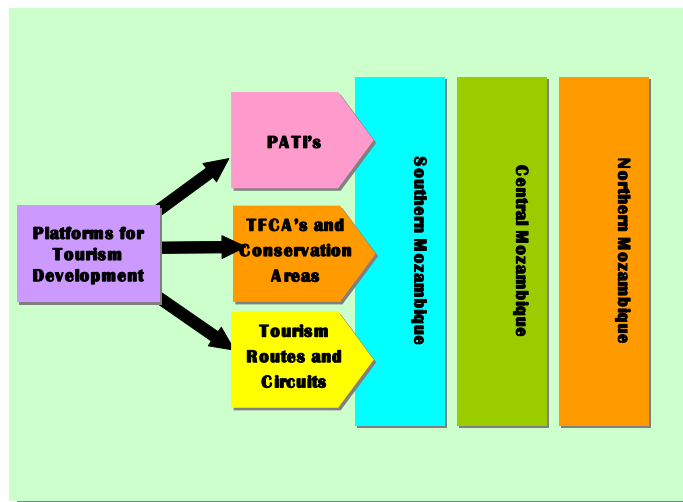 Platforms for
Tourism
Development
PATI's
TFCA's and
Conservation
Areas
Tourism
Routes and
Circuits
Southern Mozambique
Central Mozambique
Northern Mozambique